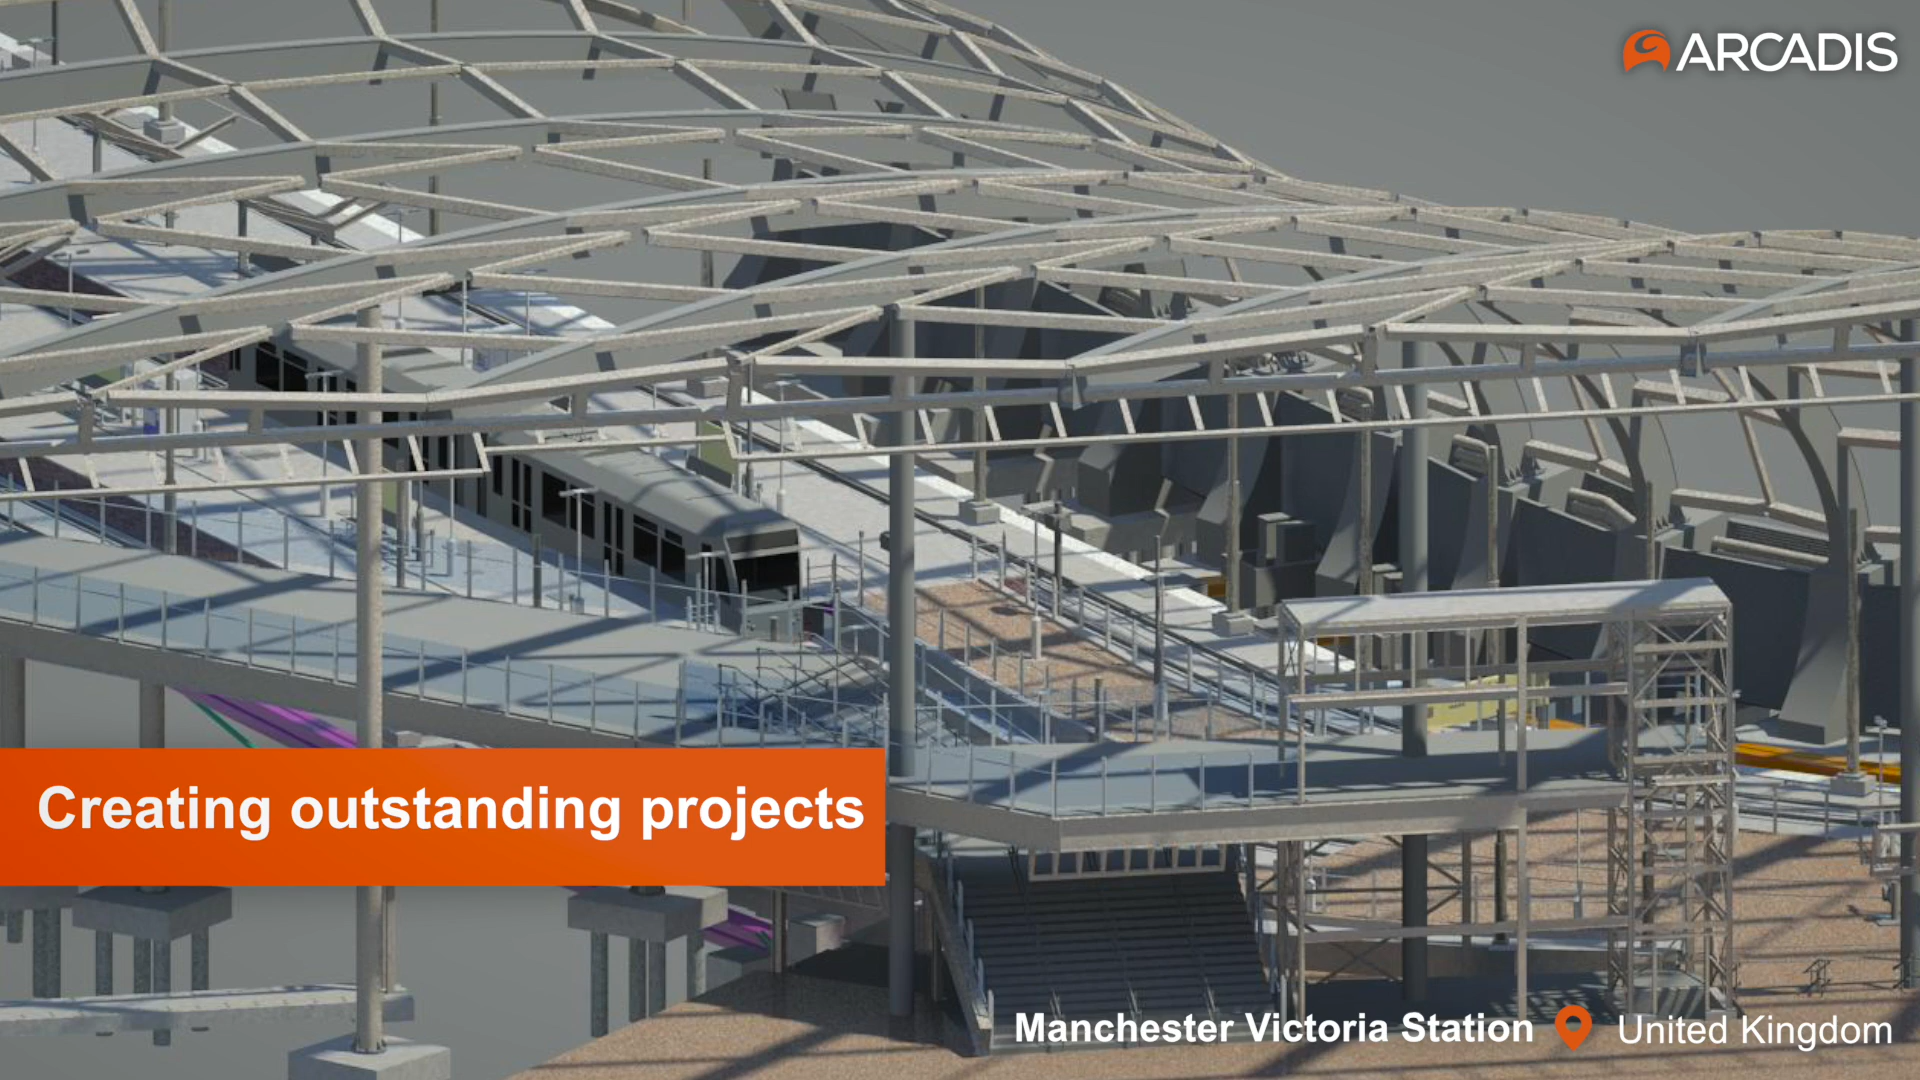 ARCADIS
Creating outstanding projects
Manchester Victoria Station United Kingdom